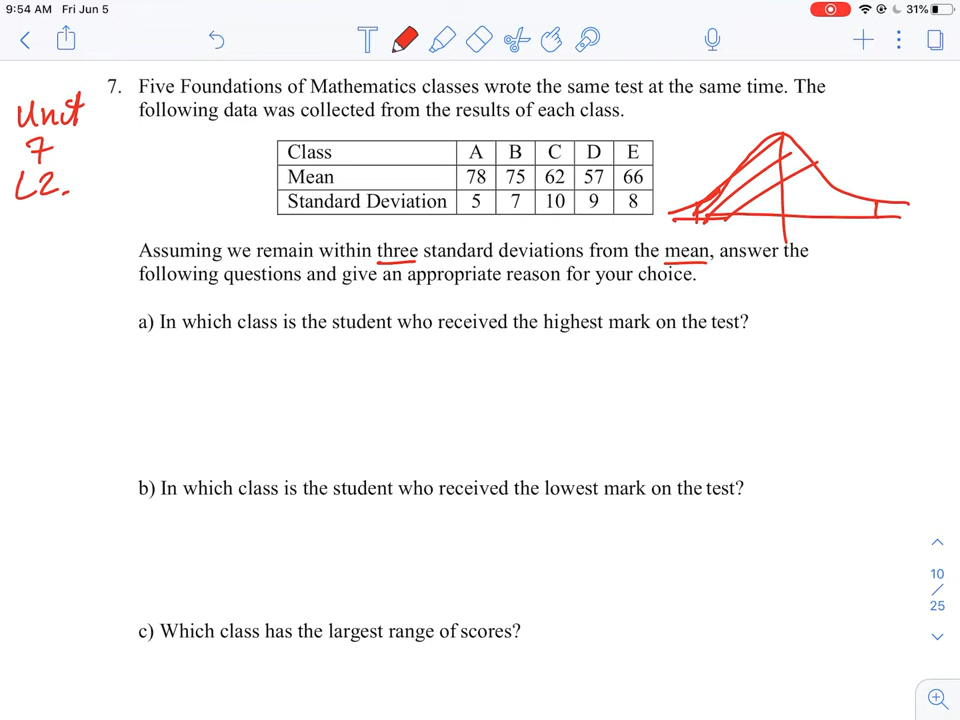 9:54 AM Fri Jun 5
31%
Unit
7
L2.
7. Five Foundations of Mathematics classes wrote the same test at the same time. The
following data was collected from the results of each class.
Class A B C D E
Mean 78 75 62 57 66
Standard Deviation 5 7 10 9 8
Assuming we remain within three standard deviations from the mean, answer the
following questions and give an appropriate reason for your choice.
a) In which class is the student who received the highest mark on the test?
b) In which class is the student who received the lowest mark on the test?
c) Which class has the largest range of scores?
10
/
25